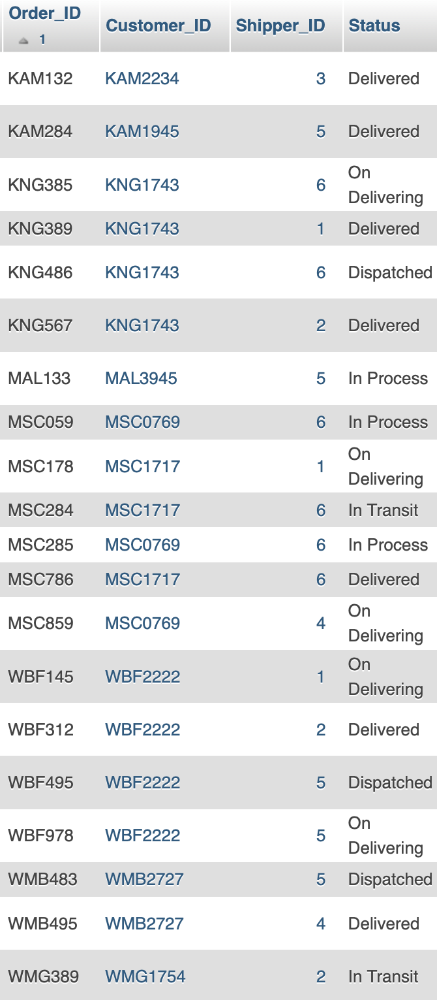 Order_ID Customer_ID Shipper_ID Status
1
KAM132 KAM2234 3 Delivered
KAM284 KAM1945 5 Delivered
KNG385 KNG1743 6 On
Delivering
KNG389 KNG1743 1 Delivered
KNG486 KNG1743 6 Dispatched
KNG567 KNG1743 2 Delivered
MAL133 MAL3945 5 In Process
MSC059 MSC0769 6 In Process
MSC178 MSC1717 1 On
Delivering
MSC284 MSC1717 6 In Transit
MSC285 MSC0769 6 In Process
MSC786 MSC1717 6 Delivered
MSC859 MSC0769 4 On
Delivering
WBF145 WBF2222 1 On
Delivering
WBF312 WBF2222 2 Delivered
WBF495 WBF2222 5 Dispatched
WBF978 WBF2222 5 On
Delivering
WMB483 WMB2727 5 Dispatched
WMB495 WMB2727 4 Delivered
WMG389 WMG1754 2 In Transit